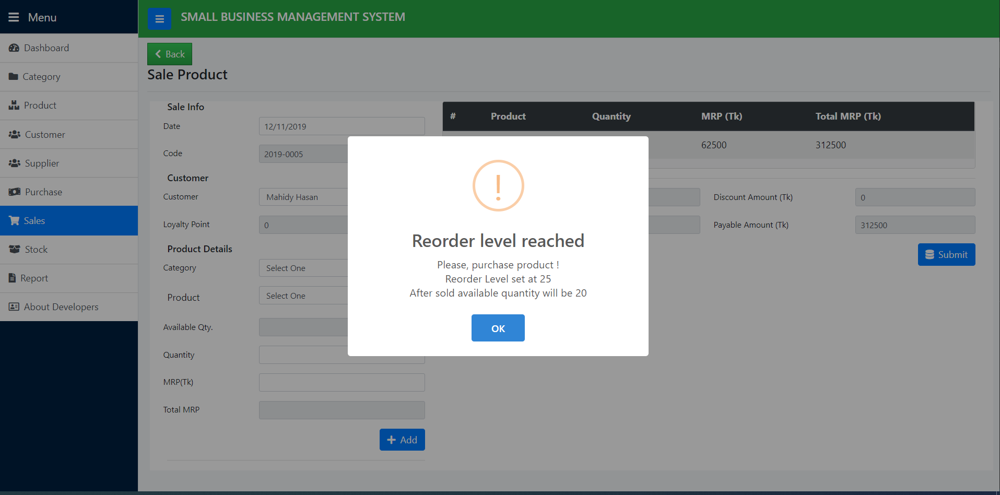 Menu
SMALL BUSINESS MANAGEMENT SYSTEM
Dashboard
Category
Product
Customer
Supplier
Purchase
Sales
Stock
Report
About Developers
Back
Sale Product
Sale Info
Date 12/11/2019
Code 2019-0005
Customer
Customer Mahidy Hasan
Loyalty Point 0
Product Details
Category Select One
Product Select One
Available Qty.
Quantity
MRP(Tk)
Total MRP
Add
# Product Quantity MRP (Tk) Total MRP (Tk)
62500 312500
Discount Amount (Tk) 0
Payable Amount (Tk) 312500
Submit
!
Reorder level reached
Please, purchase product !
Reorder Level set at 25
After sold available quantity will be 20
OK